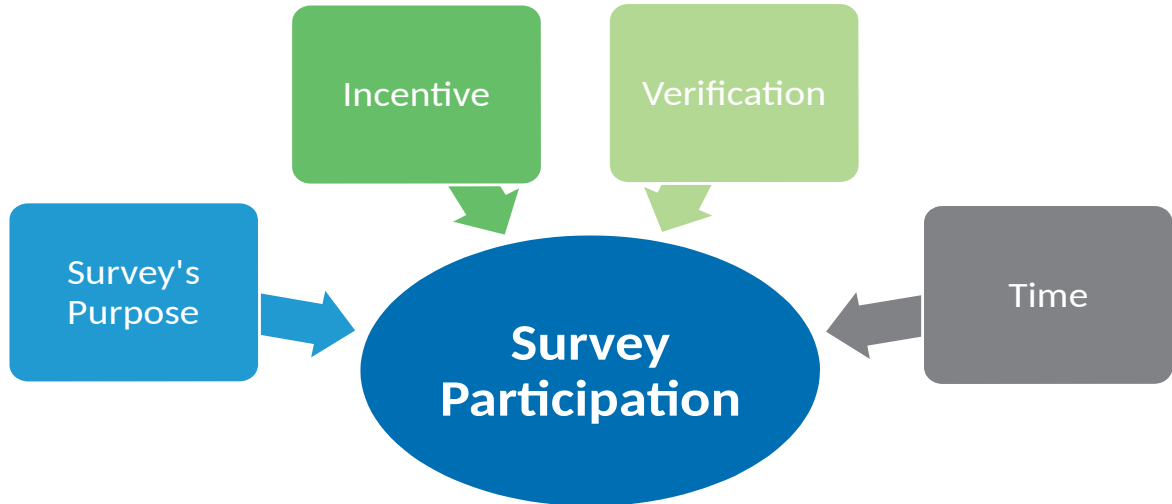 Incentive
Verification
Survey's
Purpose
Time
Survey
Participation